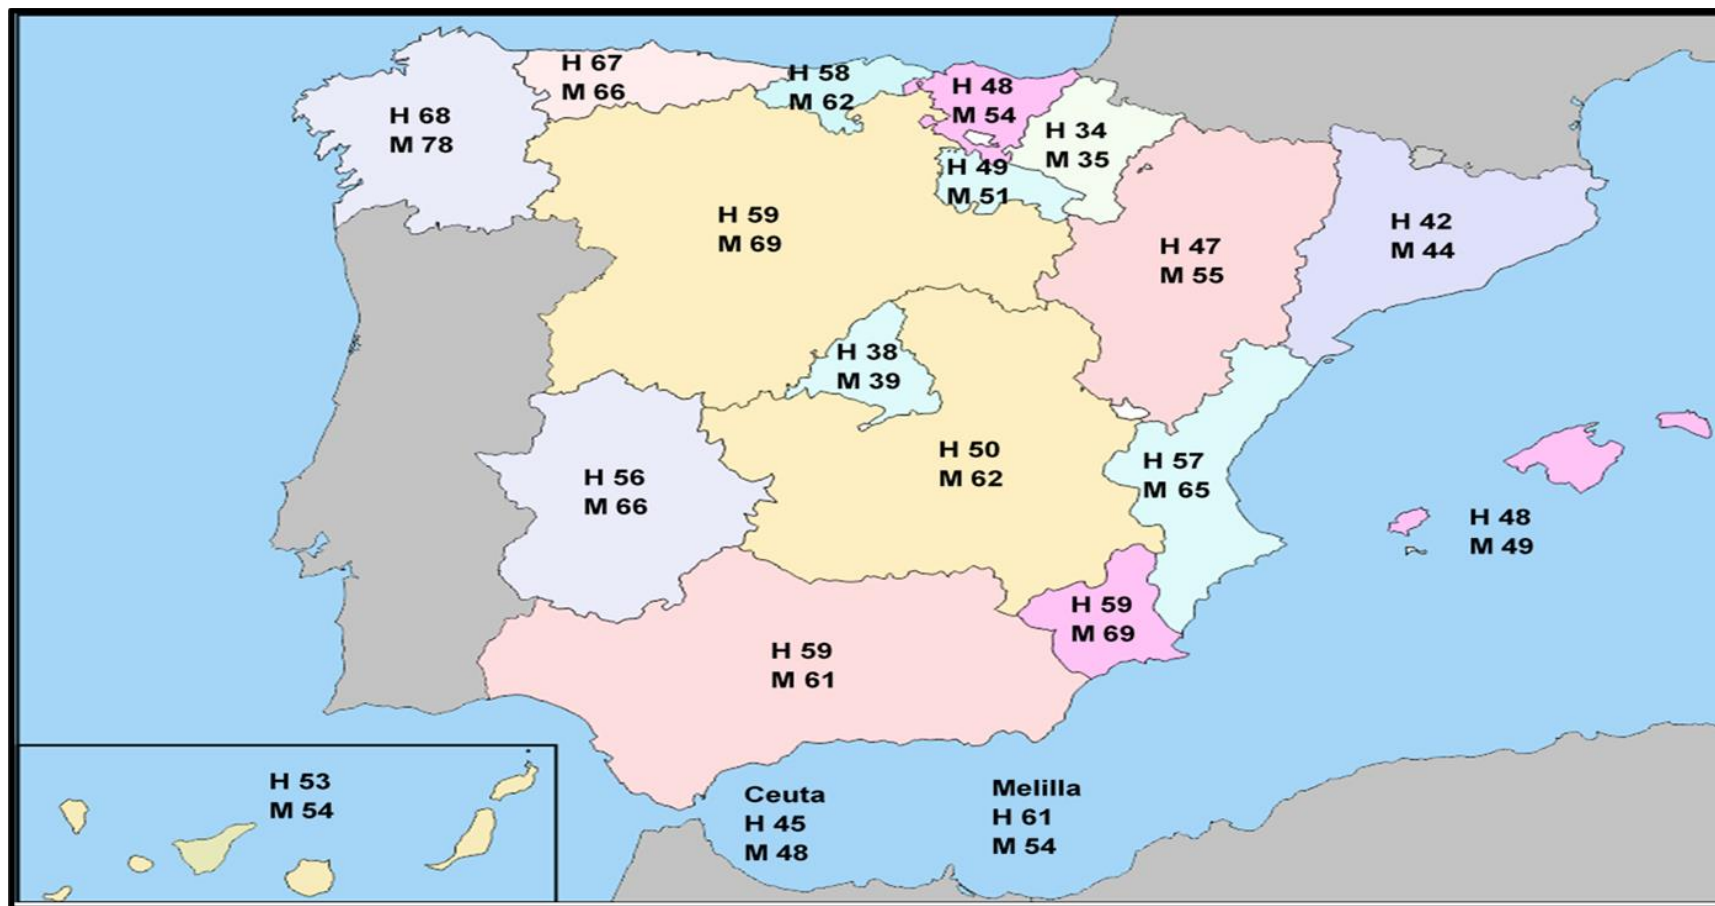 H 67
M 66
H 58
M 62
H 48
M 54
H 68
M 78
H 34
M 35
H 49
M 51
H 59
M 69
H 47
M 55
H 42
M 44
H 38
M 39
H 50
M 62
H 57
M 65
H 56
M 66
H 48
M 49
H 59
M 69
H 59
M 61
H 53
M 54
Ceuta
H 45
M 48
Melilla
H 61
M 54